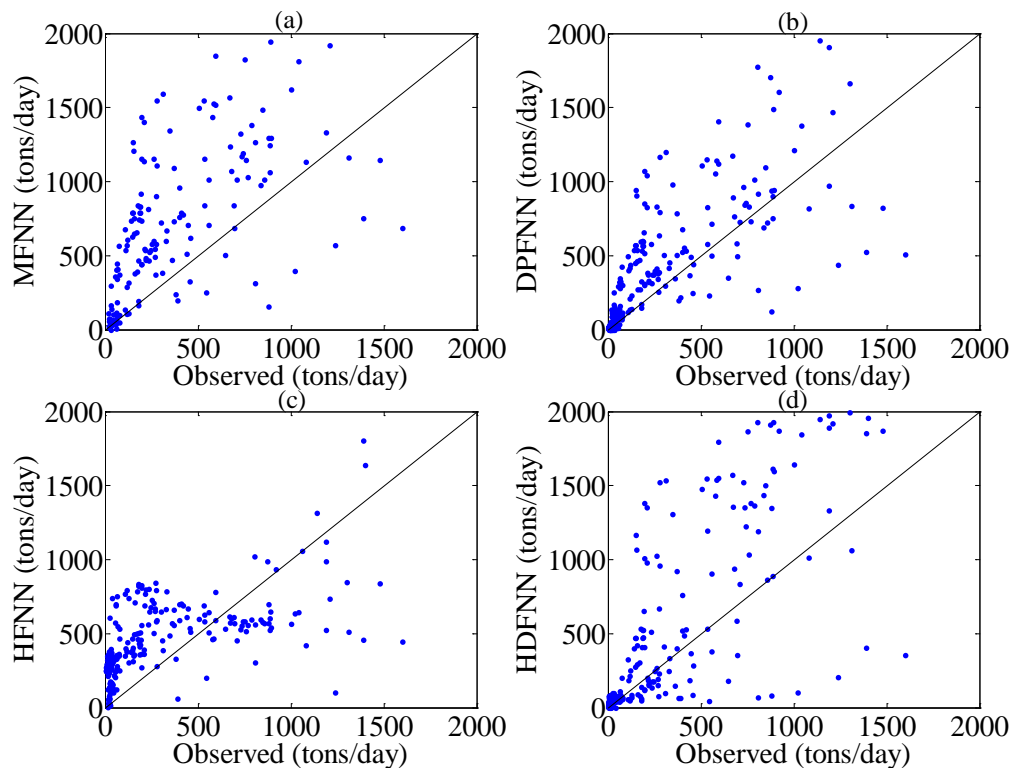 (a)
2000
1500
1000
500
0
MFNN (tons/day)
0 500 1000 1500 2000
Observed (tons/day)
(b)
2000
1500
1000
500
0
DPFNN (tons/day)
0 500 1000 1500 2000
Observed (tons/day)
(c)
2000
1500
1000
500
0
HFNN (tons/day)
0 500 1000 1500 2000
Observed (tons/day)
(d)
2000
1500
1000
500
0
HDFNN (tons/day)
0 500 1000 1500 2000
Observed (tons/day)